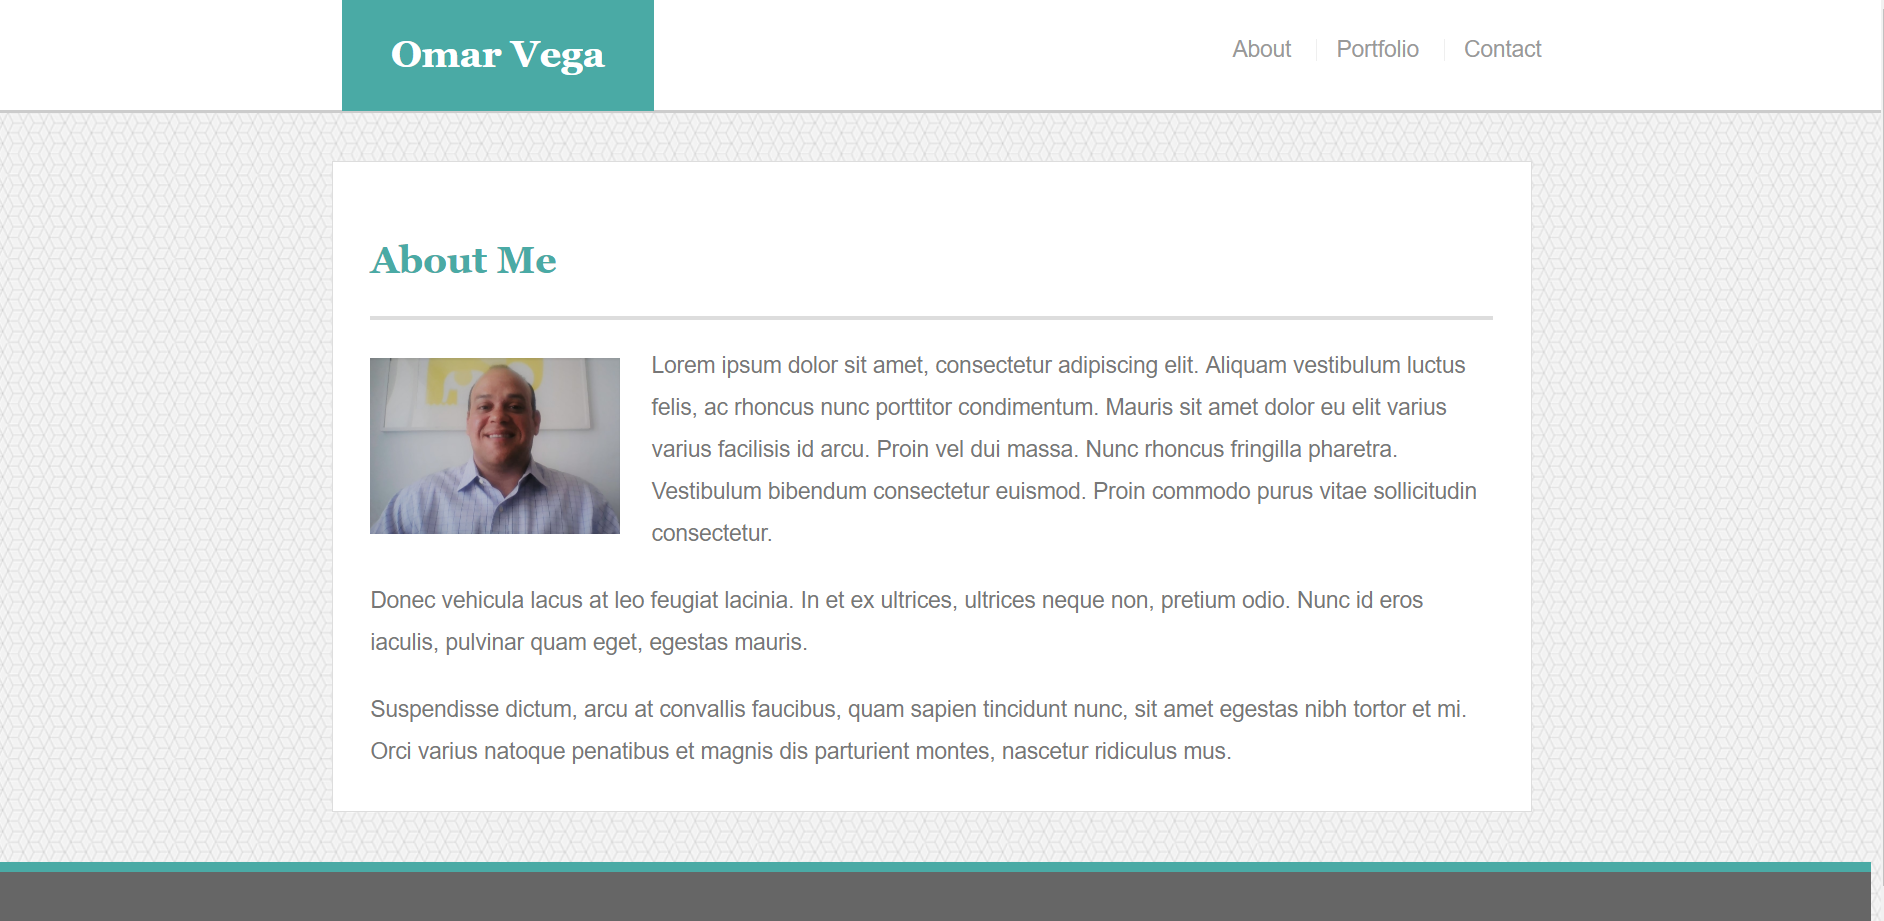 Omar Vega
About
Portfolio
Contact
About Me
Lorem ipsum dolor sit amet, consectetur adipiscing elit. Aliquam vestibulum luctus
felis, ac rhoncus nunc porttitor condimentum. Mauris sit amet dolor eu elit varius
varius facilisis id arcu. Proin vel dui massa. Nunc rhoncus fringilla pharetra.
Vestibulum bibendum consectetur euismod. Proin commodo purus vitae sollicitudin
consectetur.
Donec vehicula lacus at leo feugiat lacinia. In et ex ultrices, ultrices neque non, pretium odio. Nunc id eros
iaculis, pulvinar quam eget, egestas mauris.
Suspendisse dictum, arcu at convallis faucibus, quam sapien tincidunt nunc, sit amet egestas nibh tortor et mi.
Orci varius natoque penatibus et magnis dis parturient montes, nascetur ridiculus mus.